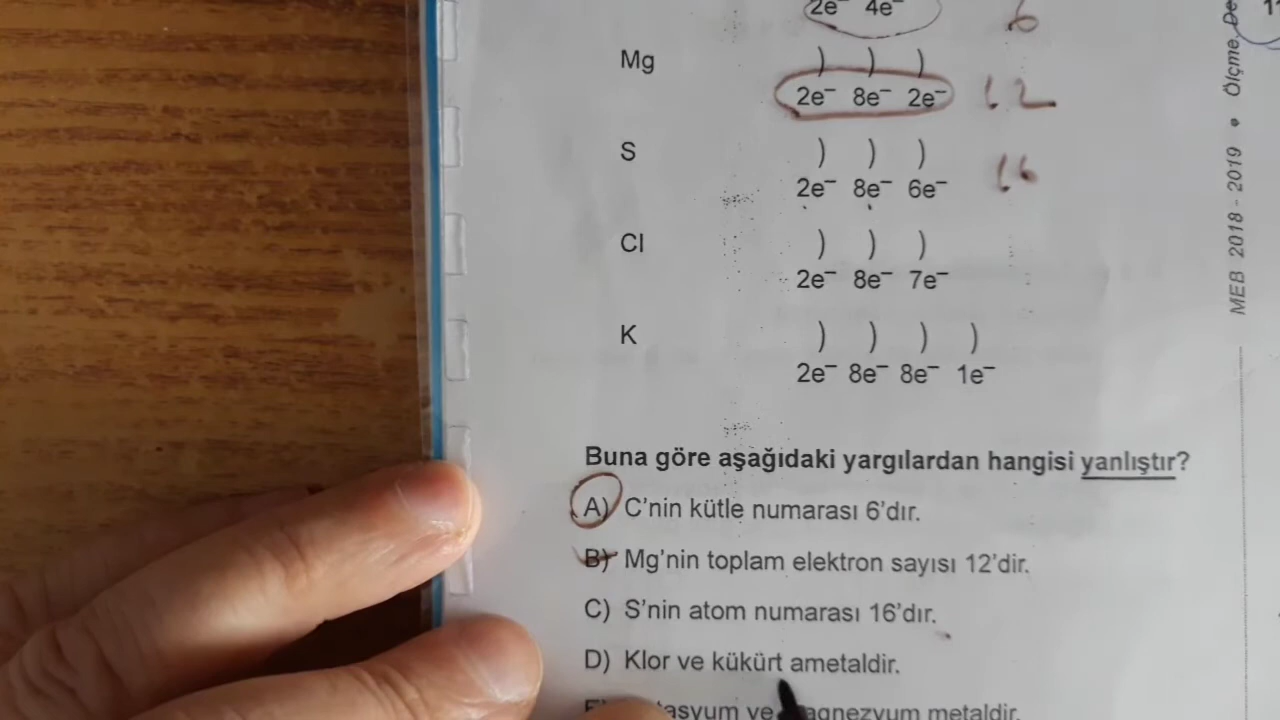 2e⁻ 4e⁻ 6
Mg ) ) )
2e⁻ 8e⁻ 2e⁻ 12
S ) ) ) 16
2e⁻ 8e⁻ 6e⁻
Cl ) ) )
2e⁻ 8e⁻ 7e⁻
K ) ) ) )
2e⁻ 8e⁻ 8e⁻ 1e⁻
Buna göre aşağıdaki yargılardan hangisi yanlıştır?
A) C'nin kütle numarası 6'dır.
B) Mg'nin toplam elektron sayısı 12'dir.
C) S'nin atom numarası 16'dır.
D) Klor ve kükürt ametaldir.
ve metaldir.
MEB 2018 - 2019 • Ölçme,